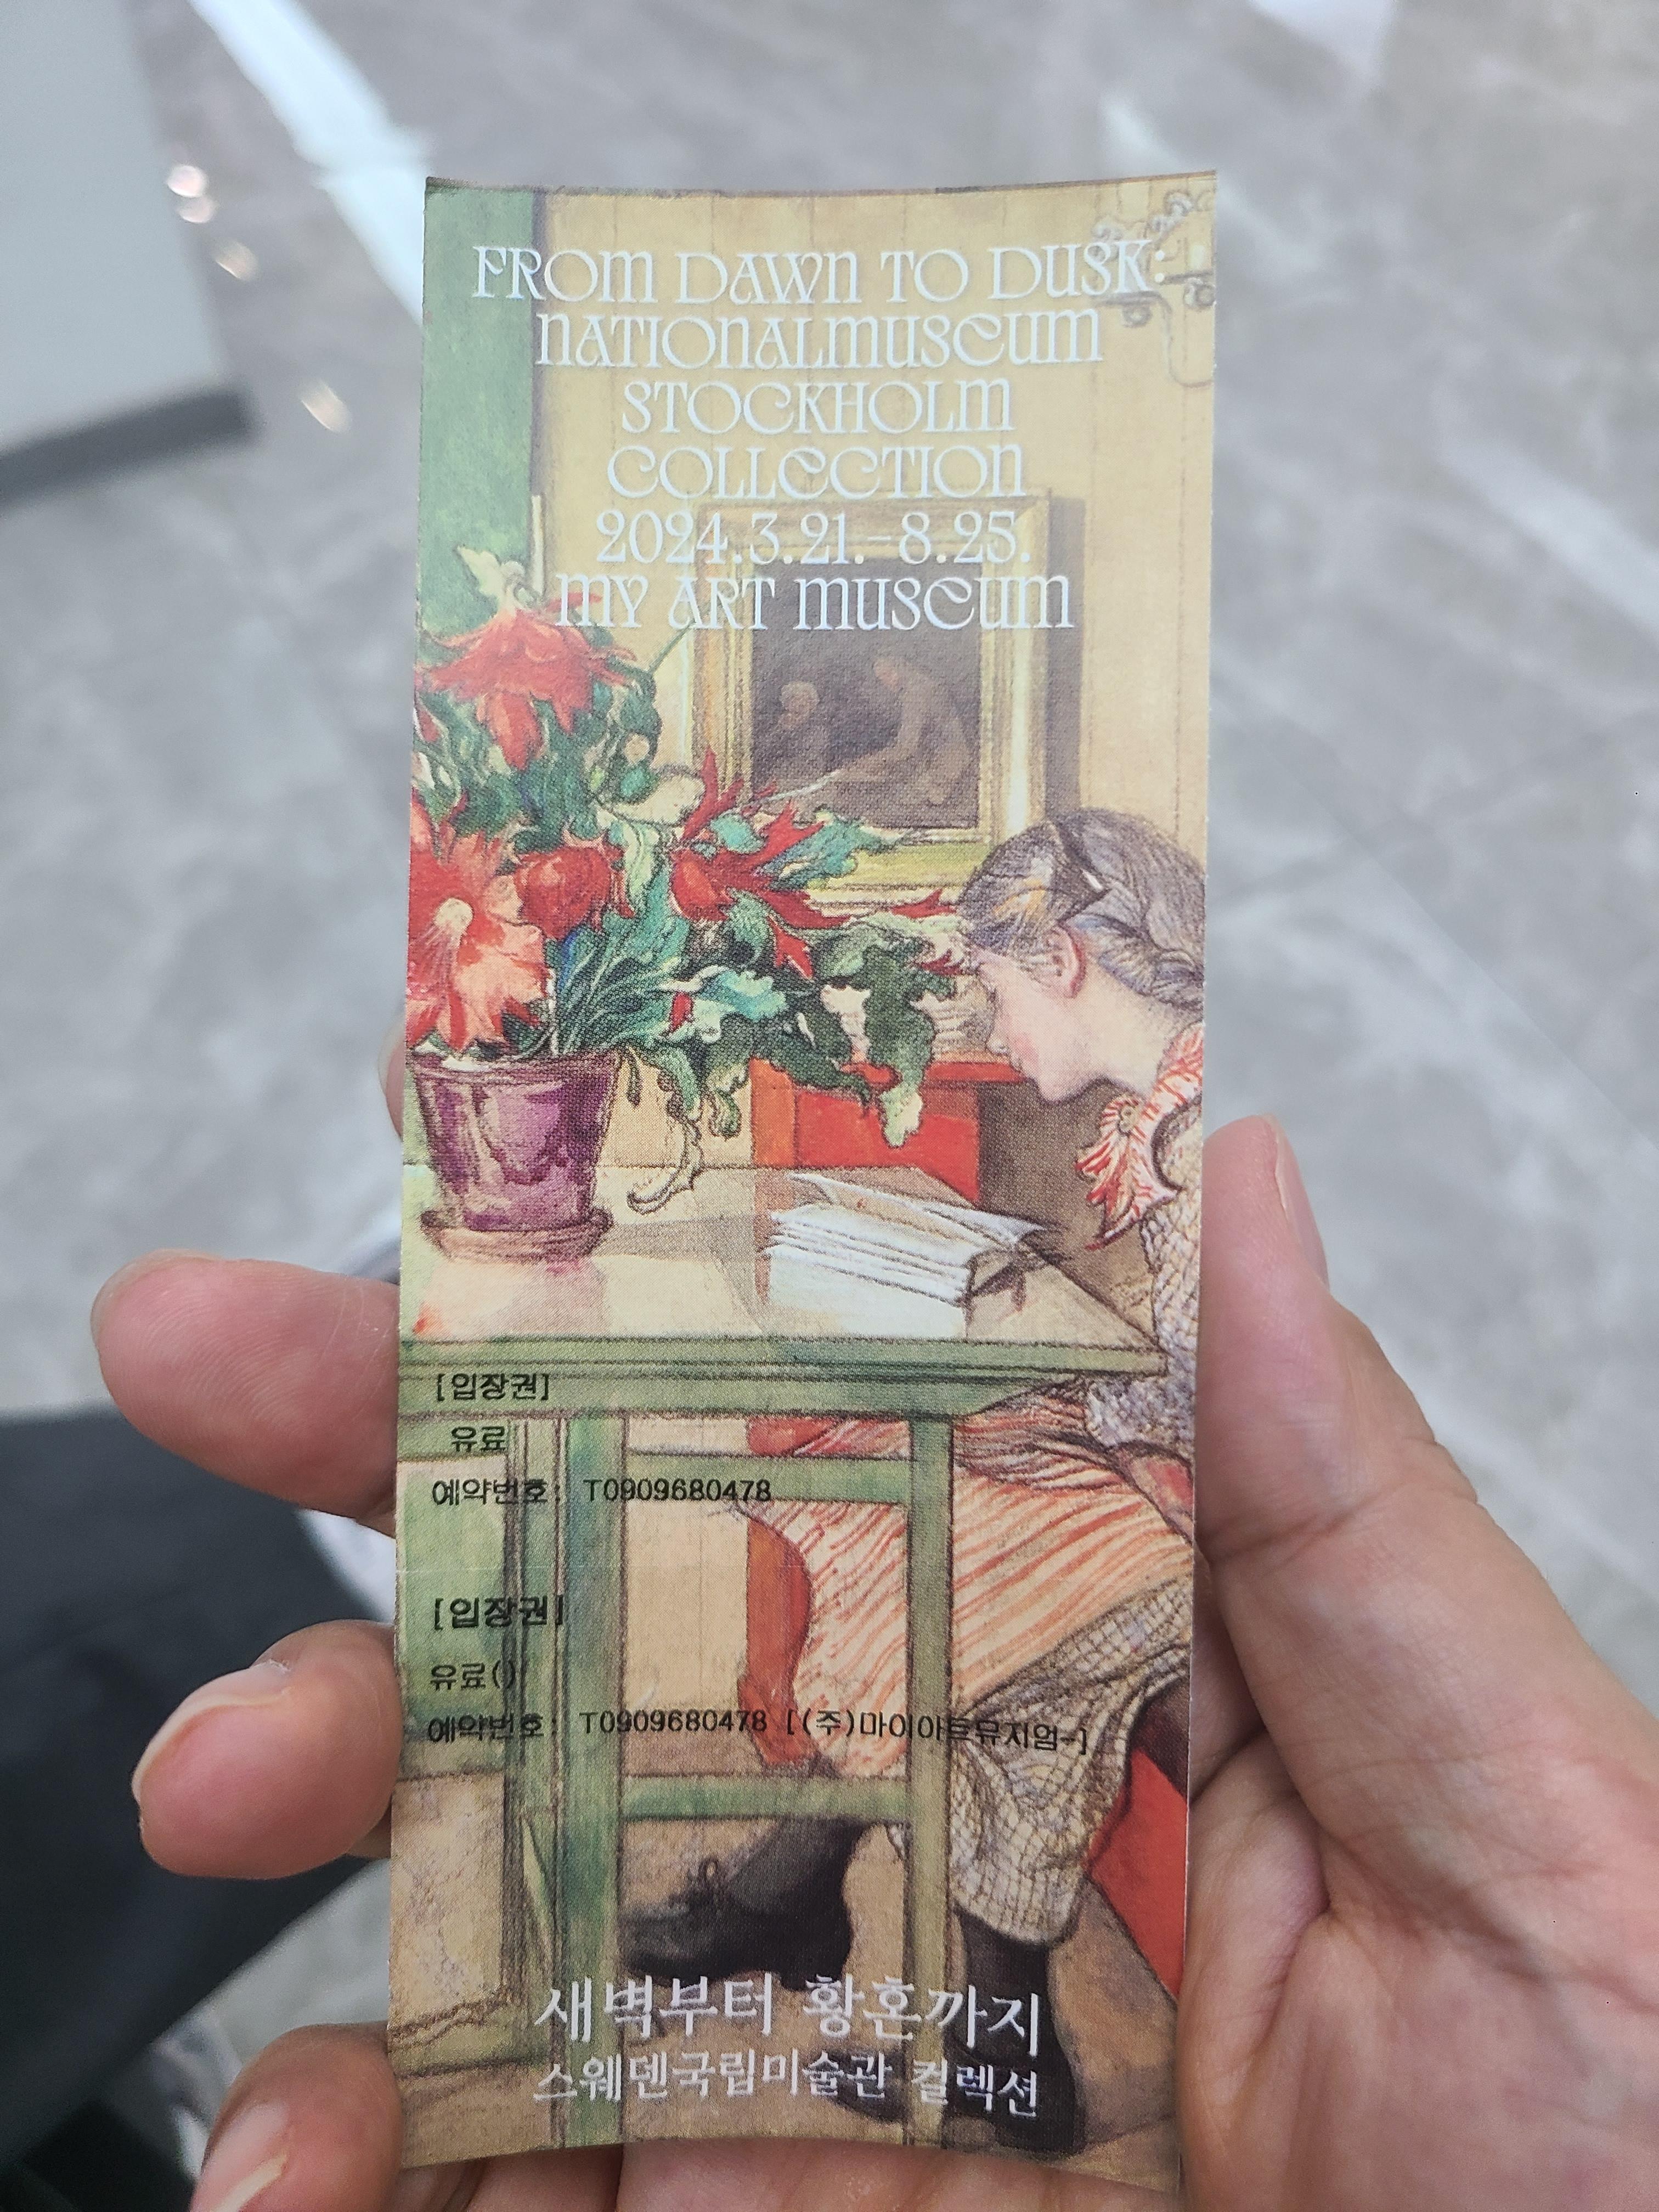 FROM DAWN TO DUSK:
NATIONALMUSEUM
STOCKHOLM
COLLECTION
2024.3.21.-8.25.
MY ART MUSEUM
[입장권]
유료
예약번호: T0909680478
[입장권]
유료()
예약번호: T0909680478 [(주)마이아트뮤지엄-]
새벽부터 황혼까지
스웨덴국립미술관 컬렉션